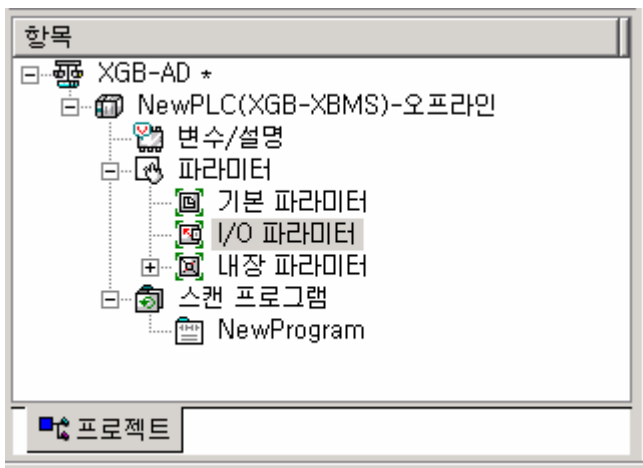 항목
XGB-AD *
NewPLC(XGB-XBMS)-오프라인
변수/설명
파라미터
기본 파라미터
I/O 파라미터
내장 파라미터
스캔 프로그램
NewProgram
프로젝트